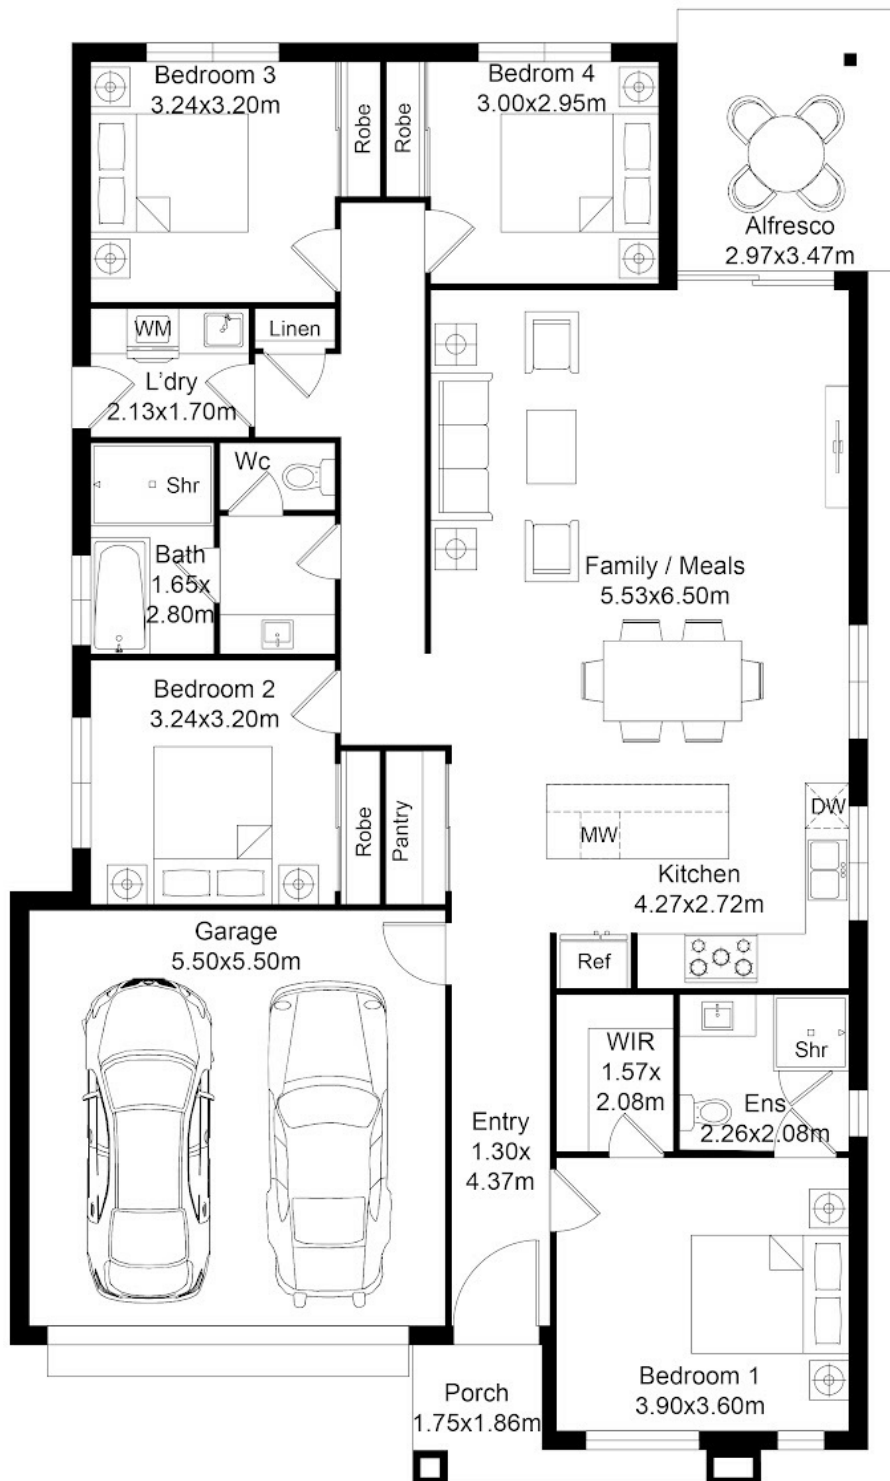 Bedroom 3
3.24x3.20m
Robe
Robe
Bedrom 4
3.00x2.95m
Alfresco
2.97x3.47m
WM
Linen
L'dry
2.13x1.70m
Wc
Shr
Bath
1.65x
2.80m
Family / Meals
5.53x6.50m
Bedroom 2
3.24x3.20m
Robe
Pantry
MW
DW
Kitchen
4.27x2.72m
Garage
5.50x5.50m
Ref
WIR
1.57x
2.08m
Shr
Ens
2.26x2.08m
Entry
1.30x
4.37m
Bedroom 1
3.90x3.60m
Porch
1.75x1.86m